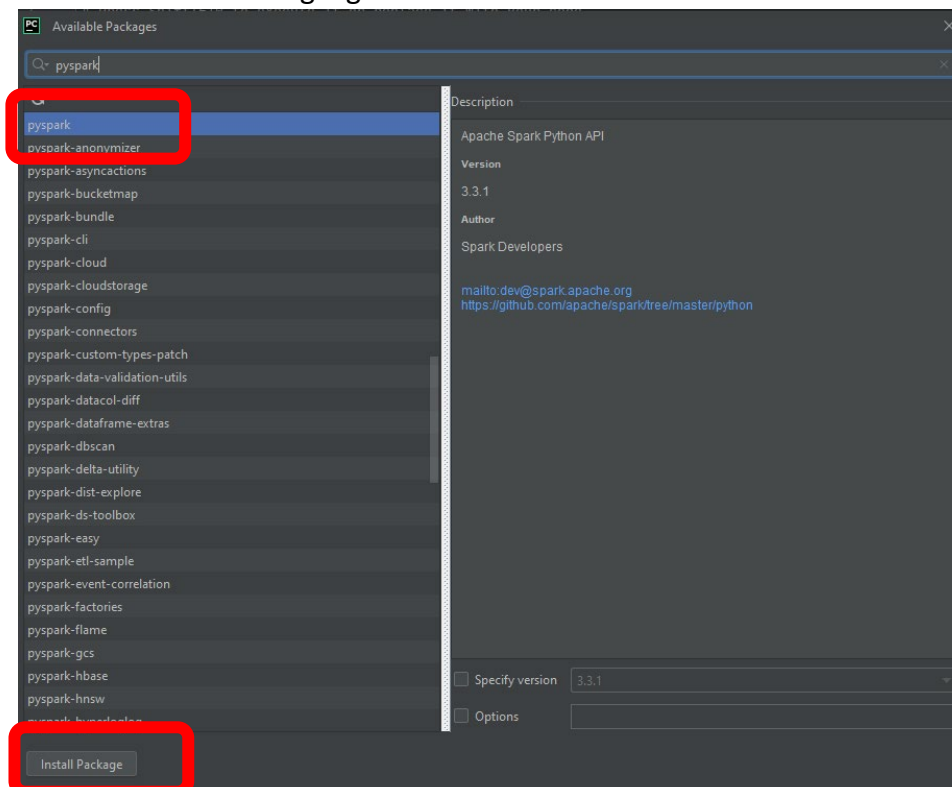 PC Available Packages
pyspark
pyspark
pyspark-anonymizer
pyspark-asyncactions
pyspark-bucketmap
pyspark-bundle
pyspark-cli
pyspark-cloud
pyspark-cloudstorage
pyspark-config
pyspark-connectors
pyspark-custom-types-patch
pyspark-data-validation-utils
pyspark-datacol-diff
pyspark-dataframe-extras
pyspark-dbscan
pyspark-delta-utility
pyspark-dist-explore
pyspark-ds-toolbox
pyspark-easy
pyspark-etl-sample
pyspark-event-correlation
pyspark-factories
pyspark-flame
pyspark-gcs
pyspark-hbase
pyspark-hnsw
Install Package
Description
Apache Spark Python API
Version
3.3.1
Author
Spark Developers
mailto:dev@spark.apache.org
https://github.com/apache/spark/tree/master/python
Specify version 3.3.1
Options